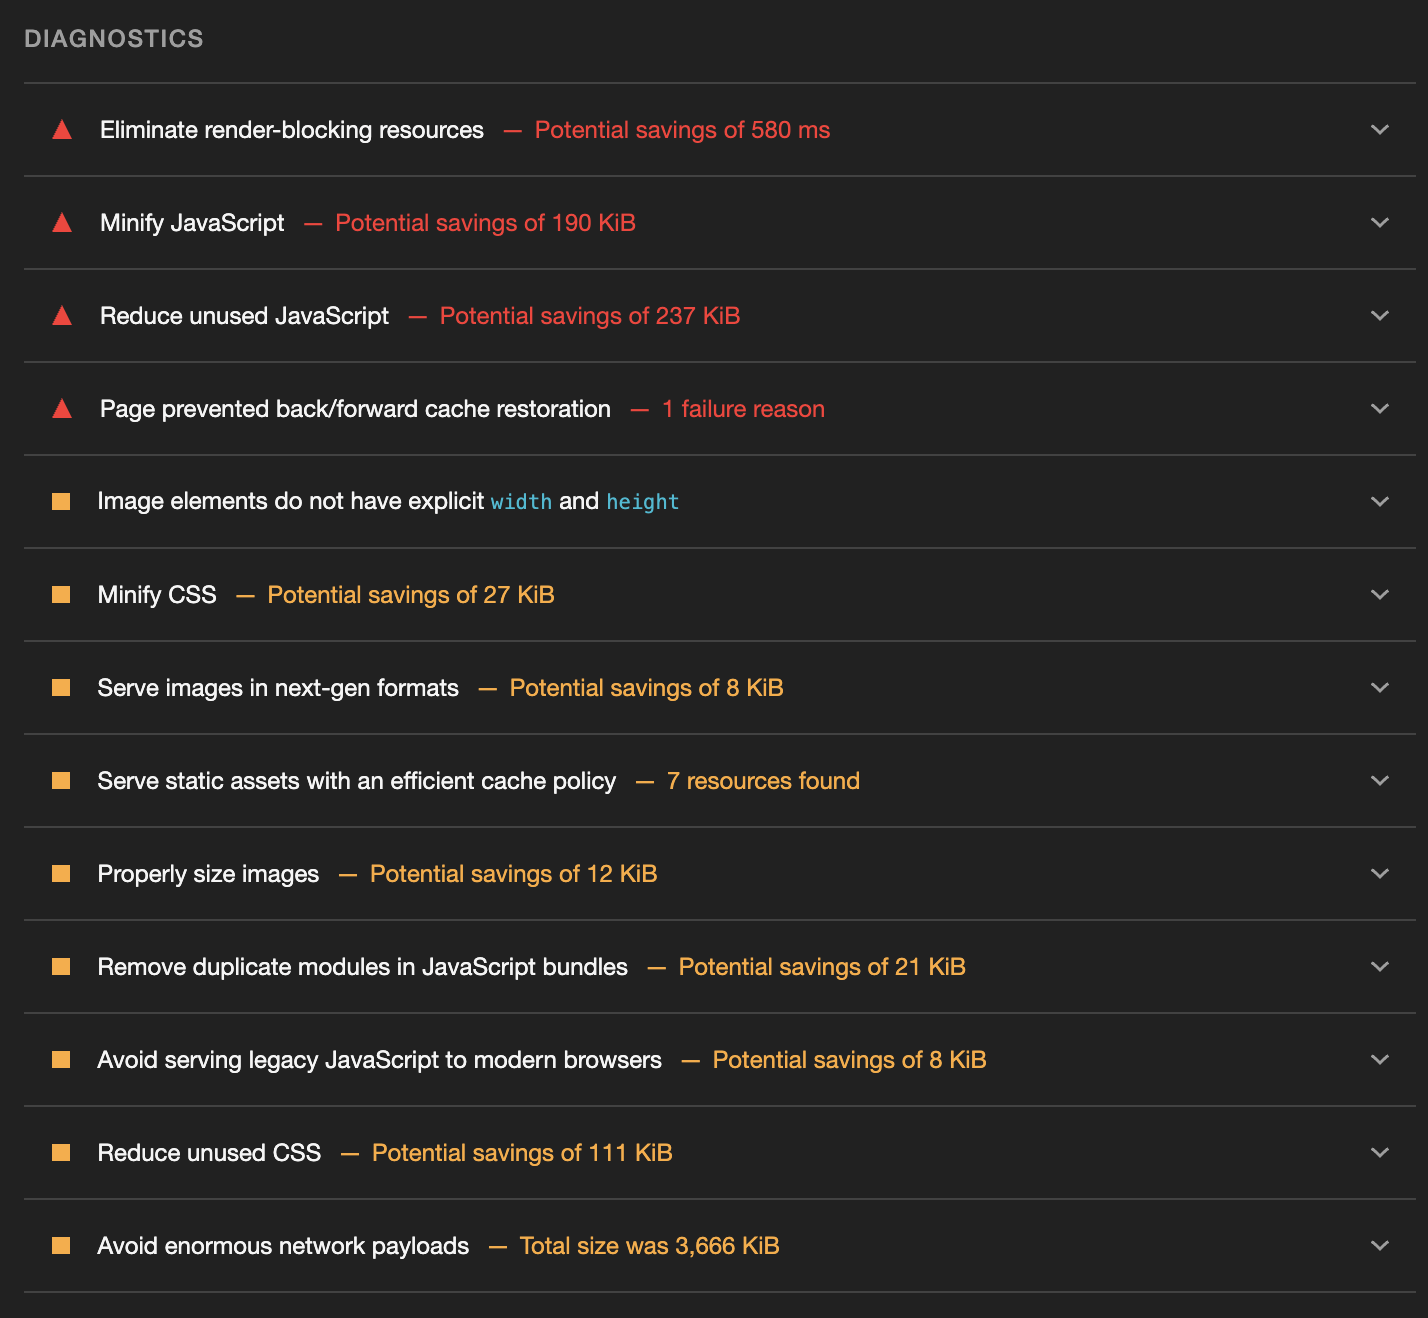 DIAGNOSTICS
Eliminate render-blocking resources — Potential savings of 580 ms
Minify JavaScript — Potential savings of 190 KiB
Reduce unused JavaScript — Potential savings of 237 KiB
Page prevented back/forward cache restoration — 1 failure reason
Image elements do not have explicit width and height
Minify CSS — Potential savings of 27 KiB
Serve images in next-gen formats — Potential savings of 8 KiB
Serve static assets with an efficient cache policy — 7 resources found
Properly size images — Potential savings of 12 KiB
Remove duplicate modules in JavaScript bundles — Potential savings of 21 KiB
Avoid serving legacy JavaScript to modern browsers — Potential savings of 8 KiB
Reduce unused CSS — Potential savings of 111 KiB
Avoid enormous network payloads — Total size was 3,666 KiB